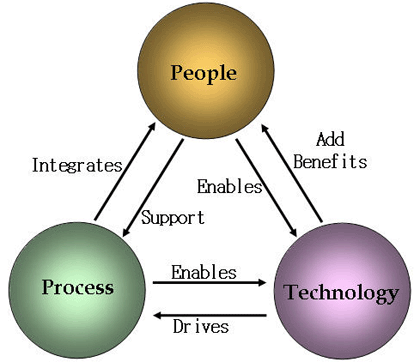 People
Integrates
Support
Enables
Add
Benefits
Process
Enables
Drives
Technology